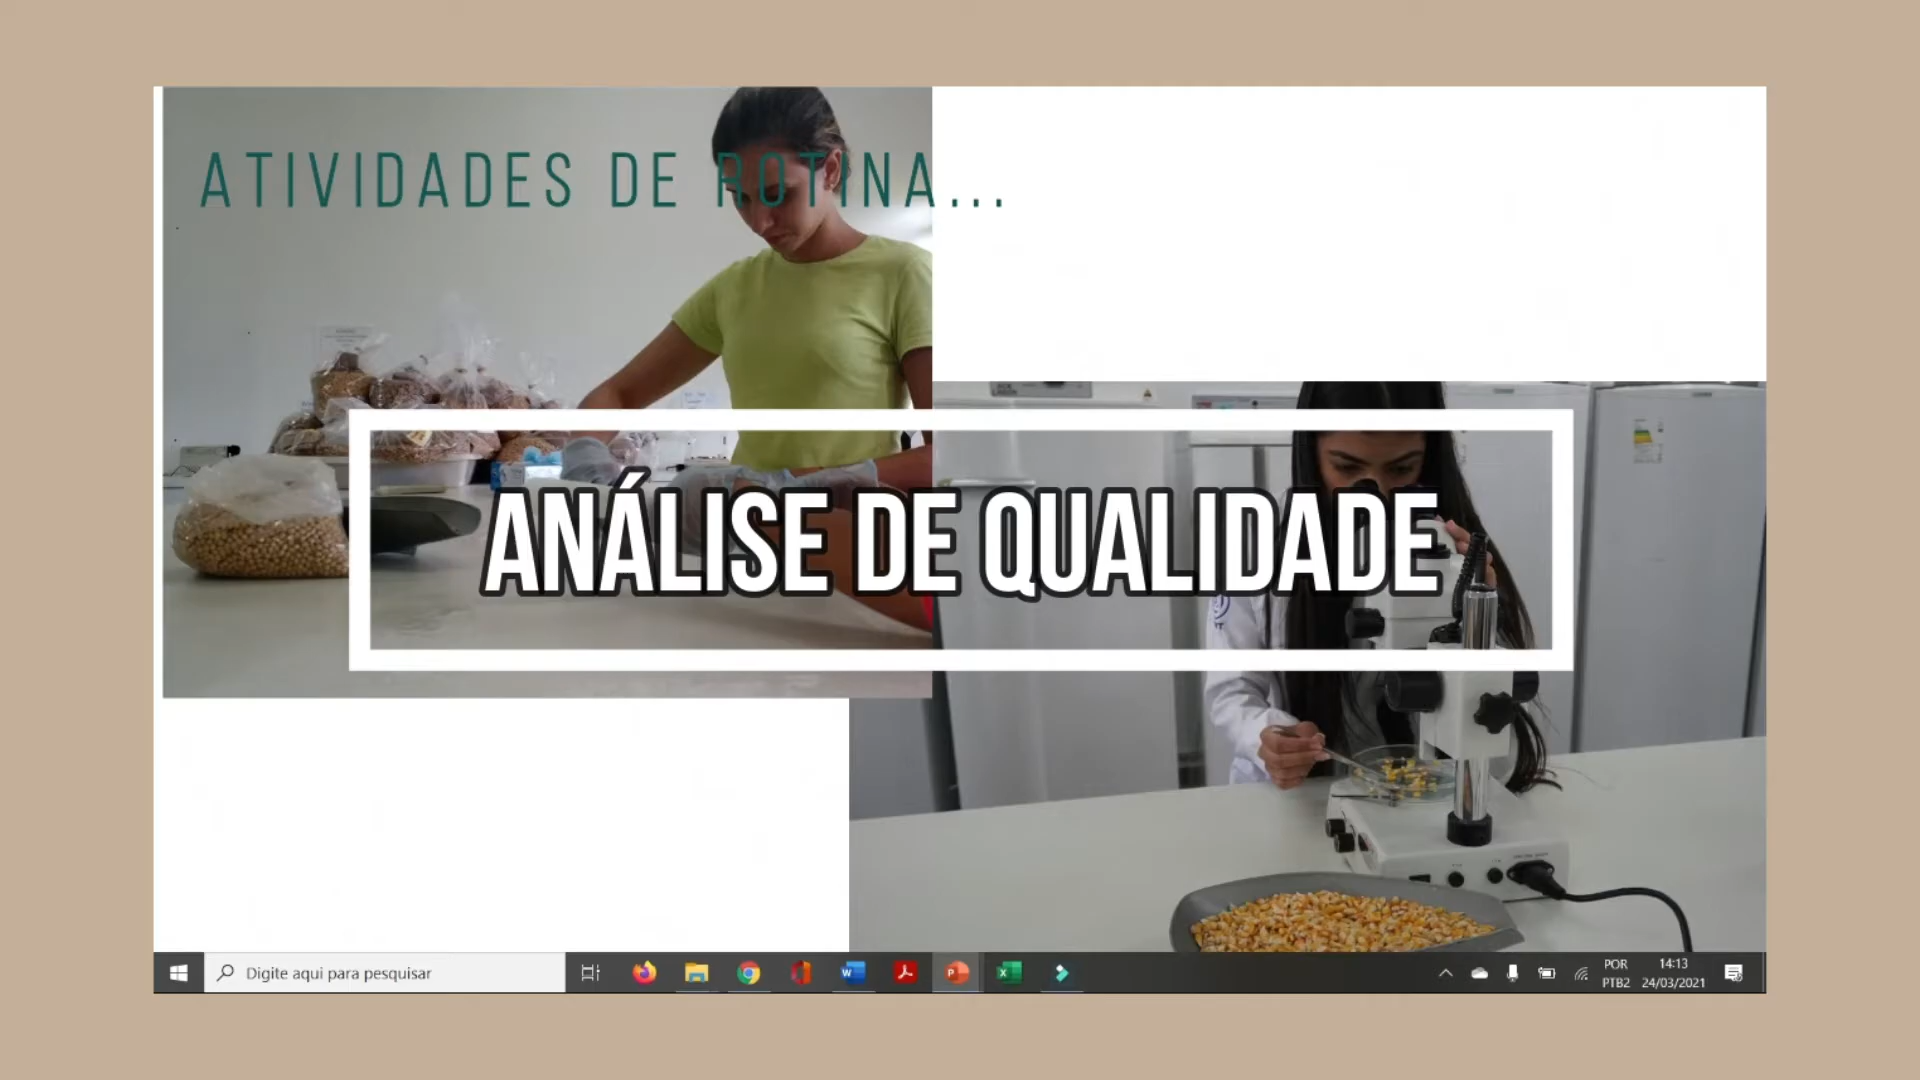 ATIVIDADES DE ROTINA...
ANÁLISE DE QUALIDADE
Digite aqui para pesquisar
POR
PTB2
14:13
24/03/2021